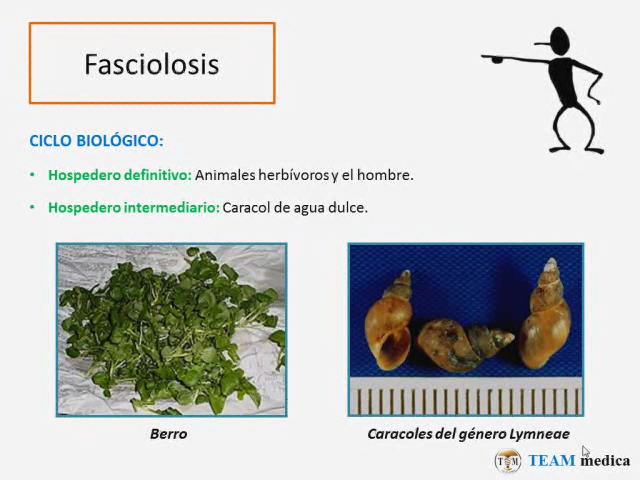 Fasciolosis
CICLO BIOLÓGICO:
• Hospedero definitivo: Animales herbívoros y el hombre.
• Hospedero intermediario: Caracol de agua dulce.
Berro
Caracoles del género Lymneae
TEAM medica